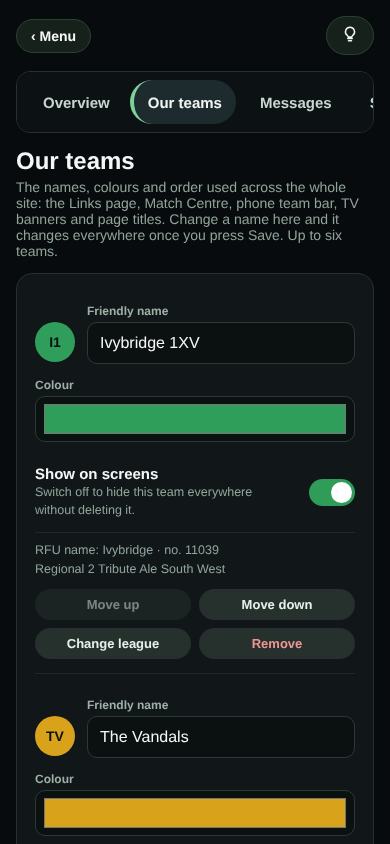 ‹ Menu
Overview
Our teams
Messages
Our teams
The names, colours and order used across the whole
site: the Links page, Match Centre, phone team bar, TV
banners and page titles. Change a name here and it
changes everywhere once you press Save. Up to six
teams.
Friendly name
I1
Ivybridge 1XV
Colour
Show on screens
Switch off to hide this team everywhere
without deleting it.
RFU name: Ivybridge · no. 11039
Regional 2 Tribute Ale South West
Move up
Move down
Change league
Remove
Friendly name
TV
The Vandals
Colour